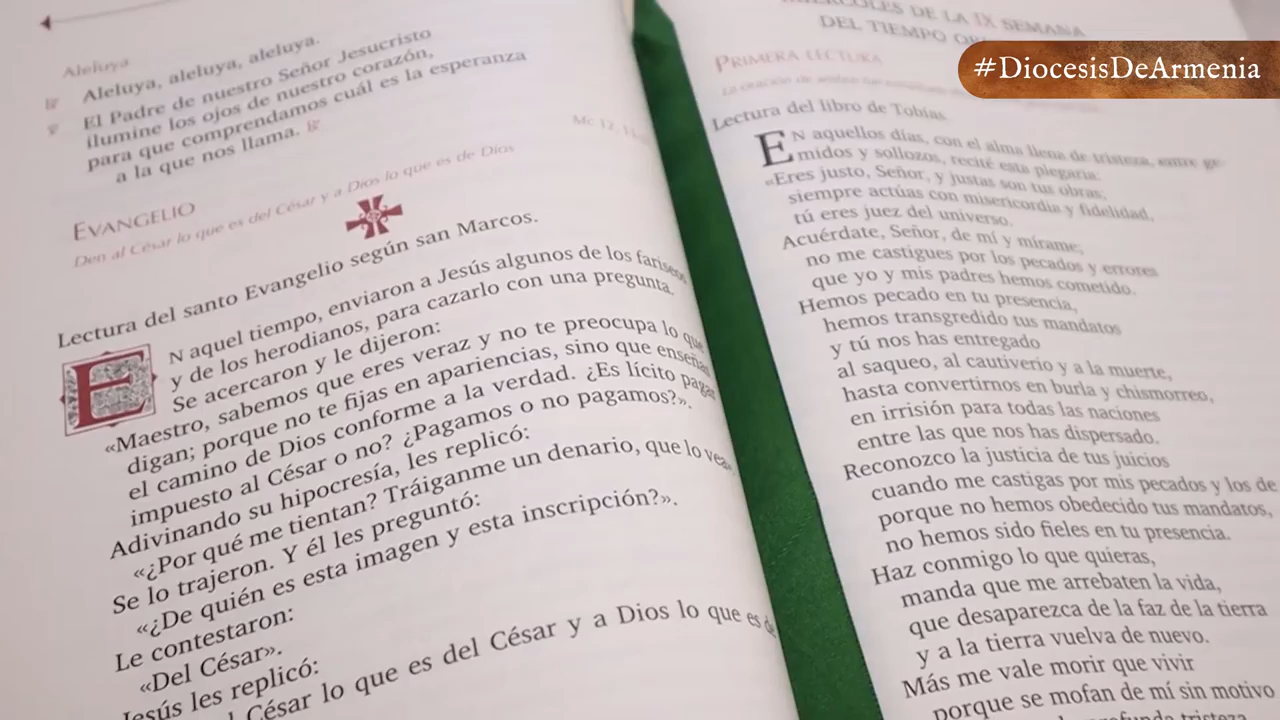 Aleluya
Aleluya, aleluya, aleluya.
El Padre de nuestro Señor Jesucristo
ilumine los ojos de nuestro corazón,
para que comprendamos cuál es la esperanza
a la que nos llama.
EVANGELIO
Mc 12,
Den al César lo que es del César y a Dios lo que es de Dios
Lectura del santo Evangelio según san Marcos.
EN aquel tiempo, enviaron a Jesús algunos de los fariseos
y de los herodianos, para cazarlo con una pregunta.
Se acercaron y le dijeron:
«Maestro, sabemos que eres veraz y no te preocupa lo que
digan; porque no te fijas en apariencias, sino que enseñas
el camino de Dios conforme a la verdad. ¿Es lícito pagar
impuesto al César o no? ¿Pagamos o no pagamos?».
Adivinando su hipocresía, les replicó:
«¿Por qué me tientan? Tráiganme un denario, que lo vea»
Se lo trajeron. Y él les preguntó:
«¿De quién es esta imagen y esta inscripción?».
Le contestaron:
«Del César».
Jesús les replicó:
César lo que es del César y a Dios lo que es de
DE LA IX SEMANA
DEL TIEMPO
#DiocesisDeArmenia
PRIMERA LECTURA
Lectura del libro de Tobías
EN aquellos días, con el alma llena de tristeza, entre ge-
midos y sollozos, recité esta plegaria:
«Eres justo, Señor, y justas son tus obras;
siempre actúas con misericordia y fidelidad,
tú eres juez del universo.
Acuérdate, Señor, de mí y mírame;
no me castigues por los pecados y errores
que yo y mis padres hemos cometido.
Hemos pecado en tu presencia,
hemos transgredido tus mandatos
y tú nos has entregado
al saqueo, al cautiverio y a la muerte,
hasta convertirnos en burla y chismorreo,
en irrisión para todas las naciones
entre las que nos has dispersado.
Reconozco la justicia de tus juicios
cuando me castigas por mis pecados y los de
porque no hemos obedecido tus mandatos,
no hemos sido fieles en tu presencia.
Haz conmigo lo que quieras,
manda que me arrebaten la vida,
que desaparezca de la faz de la tierra
y a la tierra vuelva de nuevo.
Más me vale morir que vivir
porque se mofan de mí sin motivo
profunda tristeza